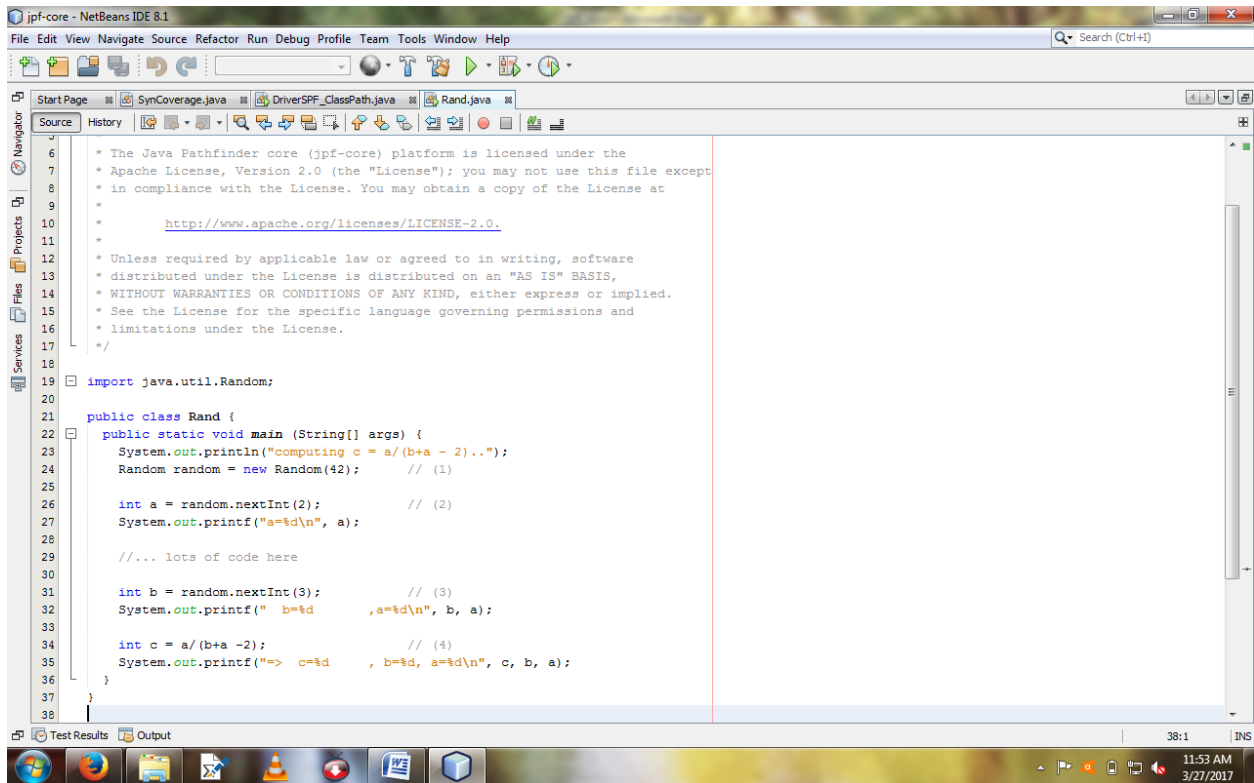 jpf-core - NetBeans IDE 8.1
File Edit View Navigate Source Refactor Run Debug Profile Team Tools Window Help
Search (Ctrl+I)
Start Page SynCoverage.java DriverSPF_ClassPath.java Rand.java
Source History
Navigator
Projects
Files
Services
6 * The Java Pathfinder core (jpf-core) platform is licensed under the
7 * Apache License, Version 2.0 (the "License"); you may not use this file except
8 * in compliance with the License. You may obtain a copy of the License at
9 *
10 * http://www.apache.org/licenses/LICENSE-2.0.
11 *
12 * Unless required by applicable law or agreed to in writing, software
13 * distributed under the License is distributed on an "AS IS" BASIS,
14 * WITHOUT WARRANTIES OR CONDITIONS OF ANY KIND, either express or implied.
15 * See the License for the specific language governing permissions and
16 * limitations under the License.
17 */
18
19 import java.util.Random;
20
21 public class Rand {
22 public static void main (String[] args) {
23 System.out.println("computing c = a/(b+a - 2)..");
24 Random random = new Random(42); // (1)
25
26 int a = random.nextInt(2); // (2)
27 System.out.printf("a=%d\n", a);
28
29 //... lots of code here
30
31 int b = random.nextInt(3); // (3)
32 System.out.printf("  b=%d       ,a=%d\n", b, a);
33
34 int c = a/(b+a -2); // (4)
35 System.out.printf("=>  c=%d     , b=%d, a=%d\n", c, b, a);
36 }
37 }
38
Test Results Output
38:1 INS
11:53 AM
3/27/2017